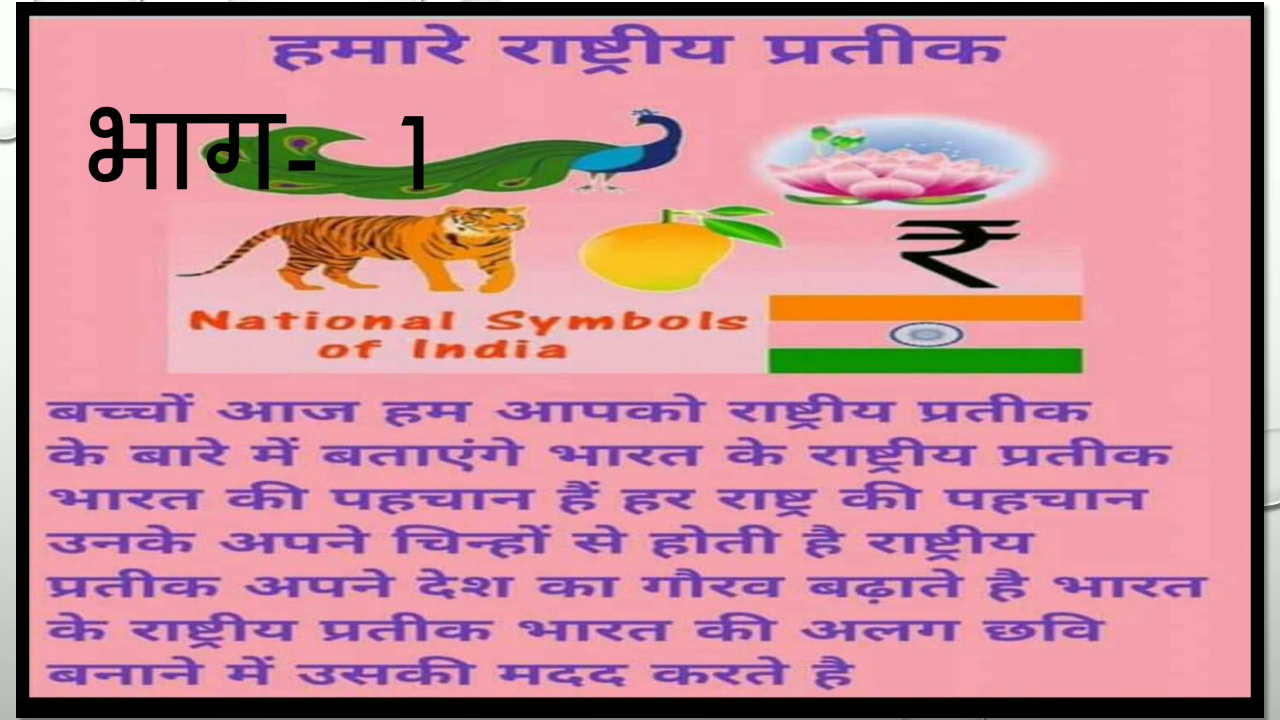 हमारे राष्ट्रीय प्रतीक
भाग- 1
₹
National Symbols
of India
बच्चों आज हम आपको राष्ट्रीय प्रतीक
के बारे में बताएंगे भारत के राष्ट्रीय प्रतीक
भारत की पहचान हैं हर राष्ट्र की पहचान
उनके अपने चिन्हों से होती है राष्ट्रीय
प्रतीक अपने देश का गौरव बढ़ाते है भारत
के राष्ट्रीय प्रतीक भारत की अलग छवि
बनाने में उसकी मदद करते है